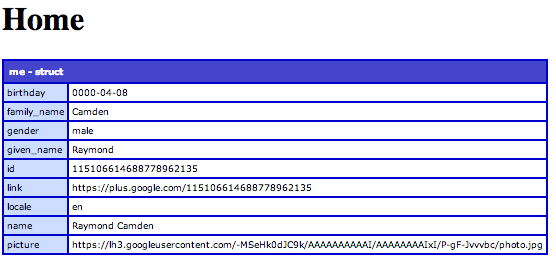 Home
me - struct
birthday 0000-04-08
family_name Camden
gender male
given_name Raymond
id 115106614688778962135
link https://plus.google.com/115106614688778962135
locale en
name Raymond Camden
picture https://lh3.googleusercontent.com/-MSeHk0dJC9k/AAAAAAAAAAI/AAAAAAAAIxI/P-gF-Jvvvbc/photo.jpg